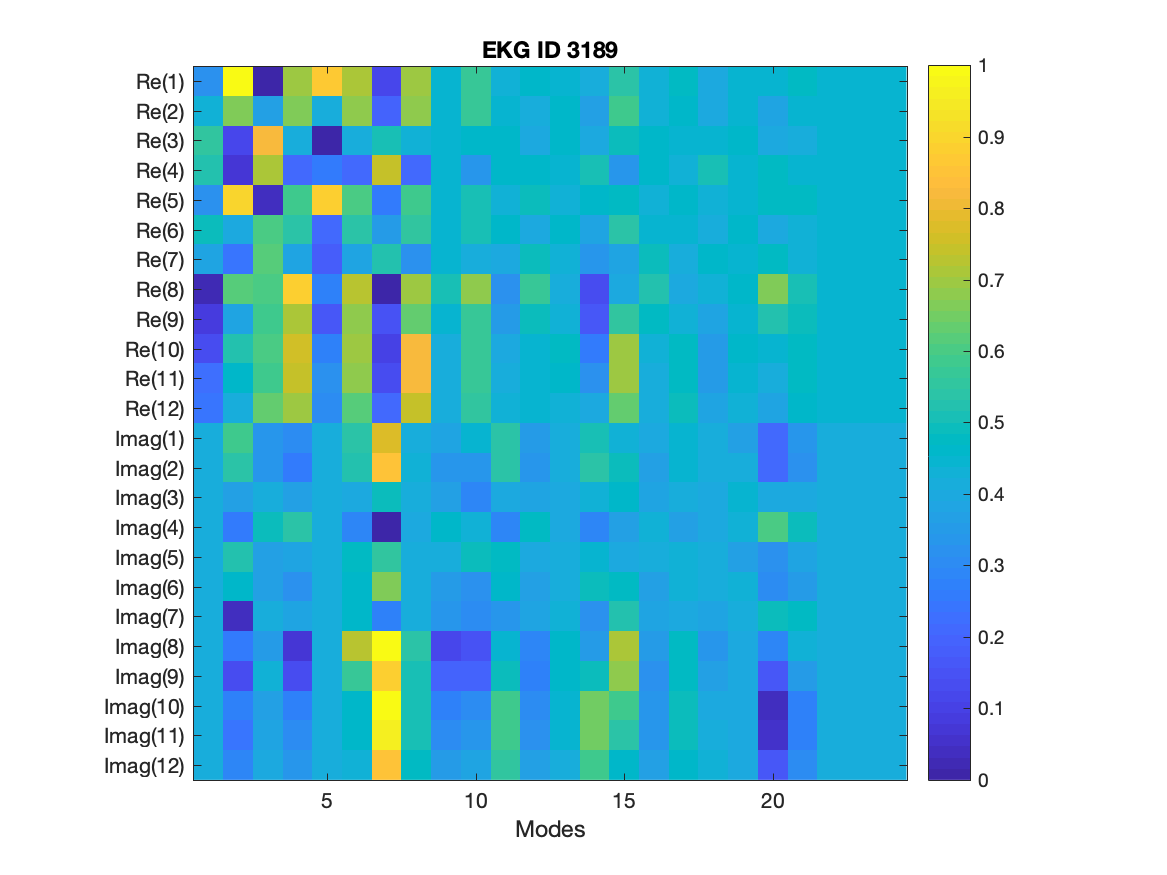 EKG ID 3189
Re(1)
Re(2)
Re(3)
Re(4)
Re(5)
Re(6)
Re(7)
Re(8)
Re(9)
Re(10)
Re(11)
Re(12)
Imag(1)
Imag(2)
Imag(3)
Imag(4)
Imag(5)
Imag(6)
Imag(7)
Imag(8)
Imag(9)
Imag(10)
Imag(11)
Imag(12)
5 10 15 20
Modes
1
0.9
0.8
0.7
0.6
0.5
0.4
0.3
0.2
0.1
0